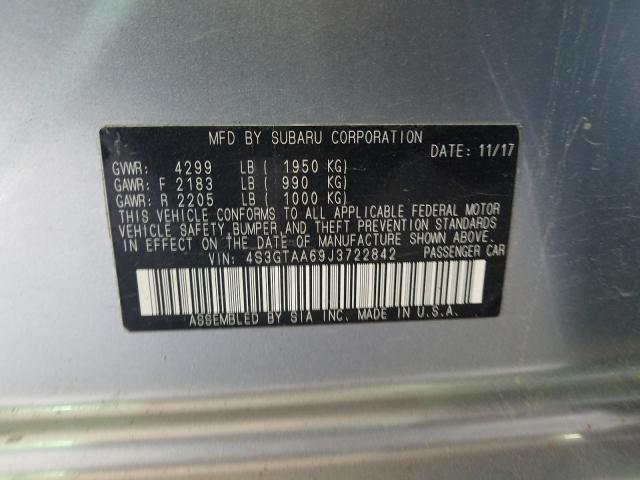 MFD BY SUBARU CORPORATION
DATE: 11/17
GVWR: 4299 LB ( 1950 KG)
GAWR: F 2183 LB ( 990 KG)
GAWR: R 2205 LB ( 1000 KG)
THIS VEHICLE CONFORMS TO ALL APPLICABLE FEDERAL MOTOR
VEHICLE SAFETY, BUMPER, AND THEFT PREVENTION STANDARDS
IN EFFECT ON THE DATE OF MANUFACTURE SHOWN ABOVE.
VIN: 4S3GTAA69J3722842 PASSENGER CAR
ASSEMBLED BY SIA INC. MADE IN U.S.A.